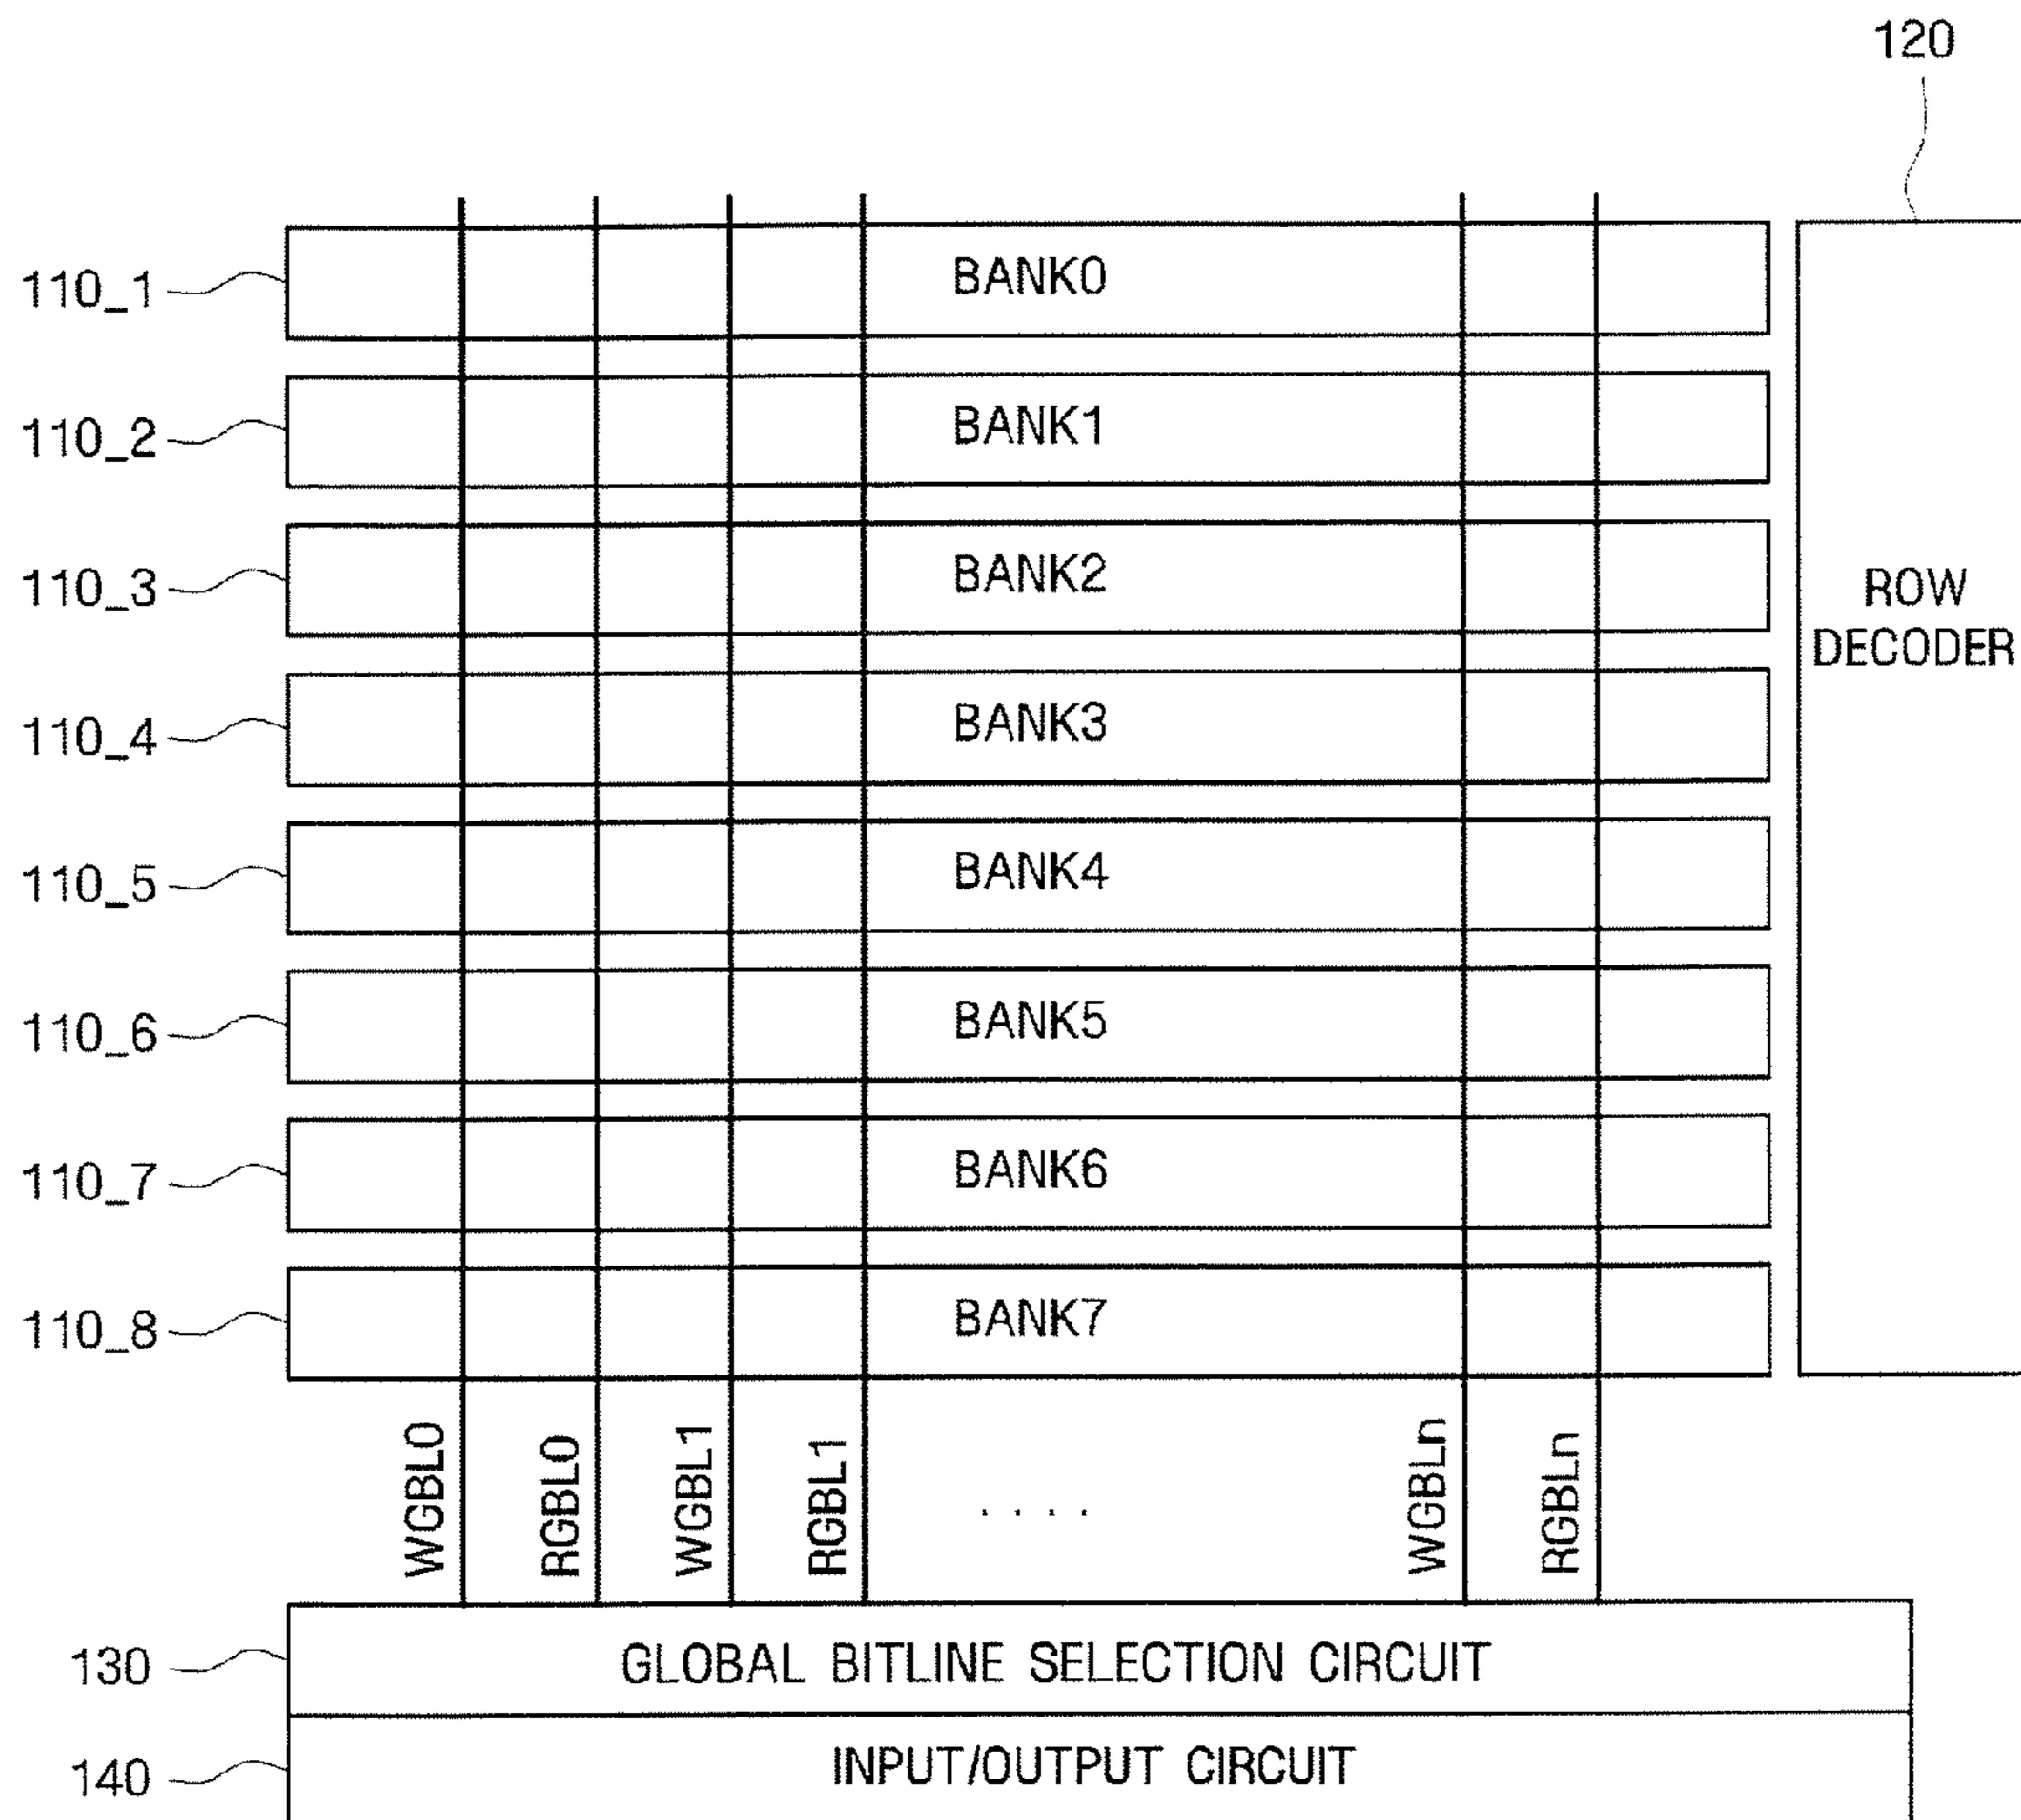 120
110_1
BANK0
110_2
BANK1
110_3
BANK2
ROW
DECODER
110_4
BANK3
110_5
BANK4
110_6
BANK5
110_7
BANK6
110_8
BANK7
WGBL0
RGBL0
WGBL1
RGBL1
. . . .
WGBLn
RGBLn
130
GLOBAL BITLINE SELECTION CIRCUIT
140
INPUT/OUTPUT CIRCUIT